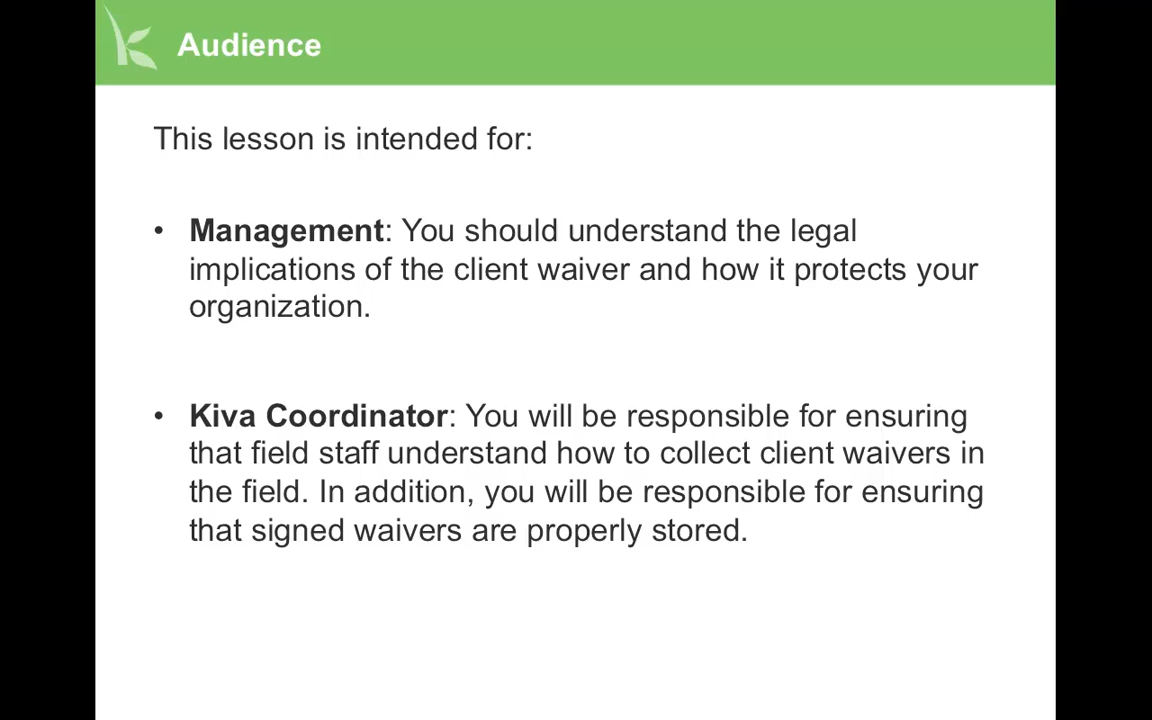 Audience
This lesson is intended for:
• Management: You should understand the legal
implications of the client waiver and how it protects your
organization.
• Kiva Coordinator: You will be responsible for ensuring
that field staff understand how to collect client waivers in
the field. In addition, you will be responsible for ensuring
that signed waivers are properly stored.